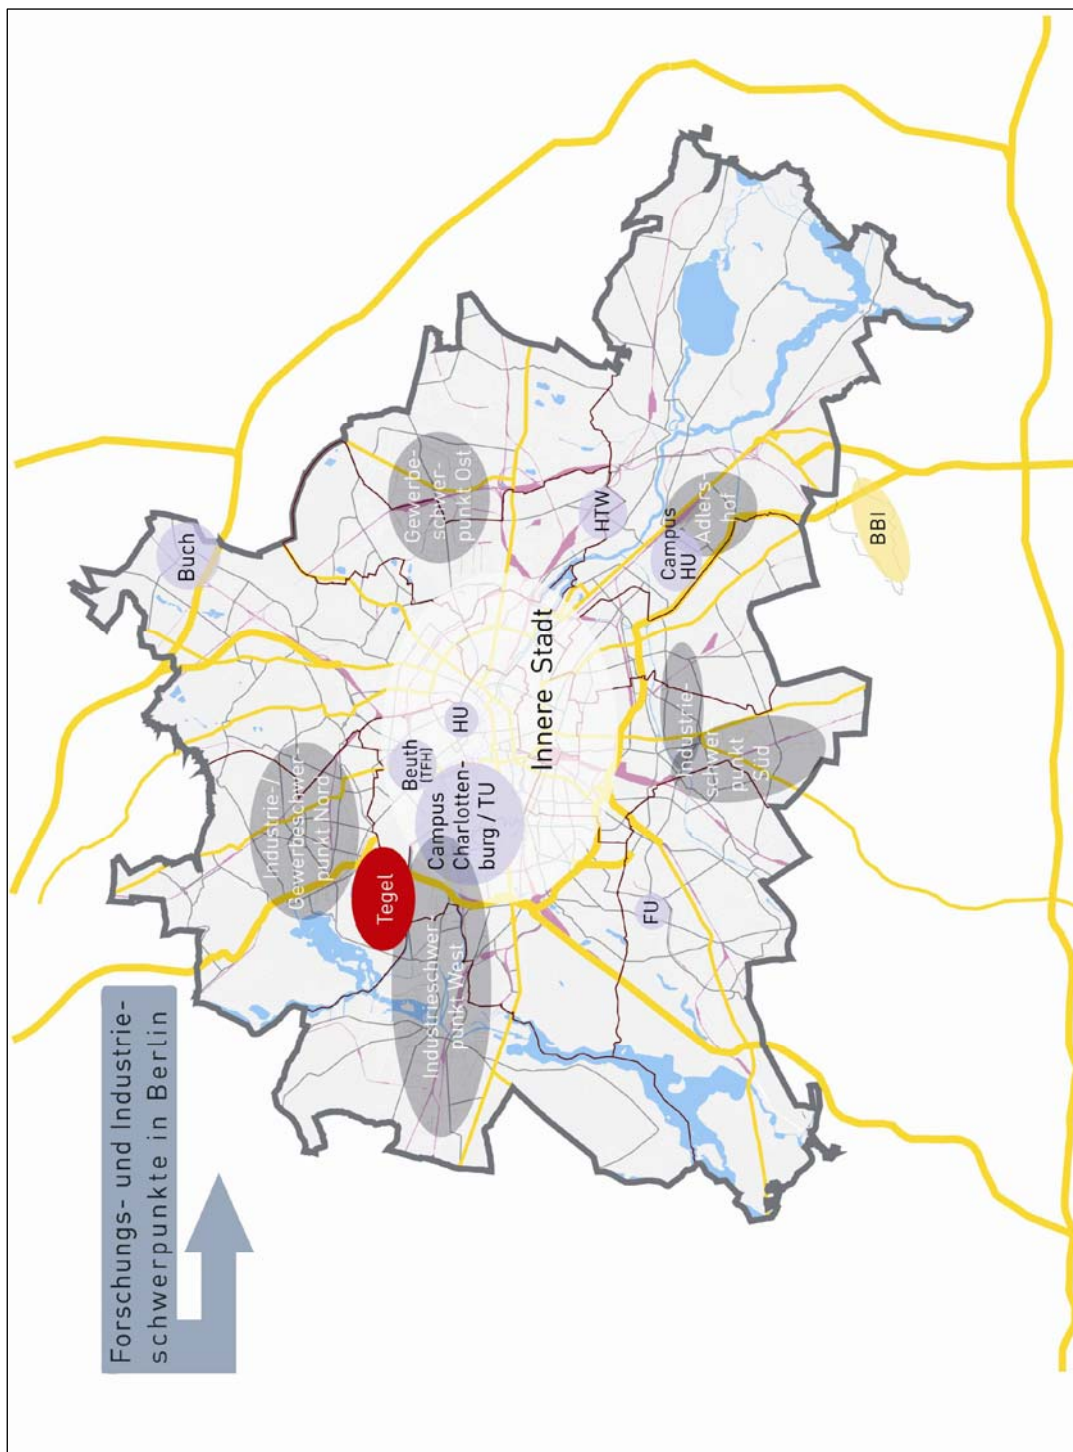 Forschungs- und Industrie-
schwerpunkte in Berlin
Buch
Industrie-/
Gewerbeschwer-
punkt Nord
Gewerbe-
schwer-
punkt Ost
Tegel
Beuth
(TFH)
HU
Campus
Charlotten-
burg / TU
Industrieschwer-
punkt West
Innere Stadt
HTW
Campus
HU
Adlers-
hof
FU
Industrie-
schwer-
punkt
Süd
BBI